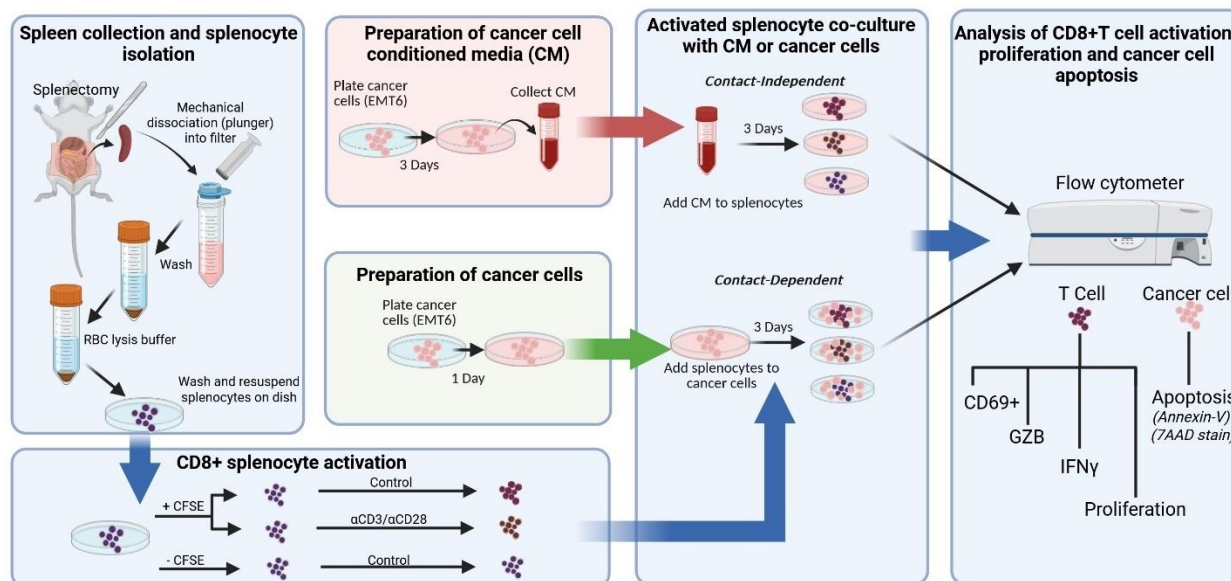 Spleen collection and splenocyte
isolation
Splenectomy
Mechanical
dissociation (plunger)
into filter
Wash
RBC lysis buffer
Wash and resuspend
splenocytes on dish
Preparation of cancer cell
conditioned media (CM)
Plate cancer
cells (EMT6)
Collect CM
3 Days
Preparation of cancer cells
Plate cancer
cells (EMT6)
1 Day
CD8+ splenocyte activation
+ CFSE
Control
αCD3/αCD28
- CFSE
Control
Activated splenocyte co-culture
with CM or cancer cells
Contact-Independent
3 Days
Add CM to splenocytes
Contact-Dependent
3 Days
Add splenocytes to
cancer cells
Analysis of CD8+T cell activation
proliferation and cancer cell
apoptosis
Flow cytometer
T Cell
Cancer cell
CD69+
GZB
IFNγ
Proliferation
Apoptosis
(Annexin-V)
(7AAD stain)